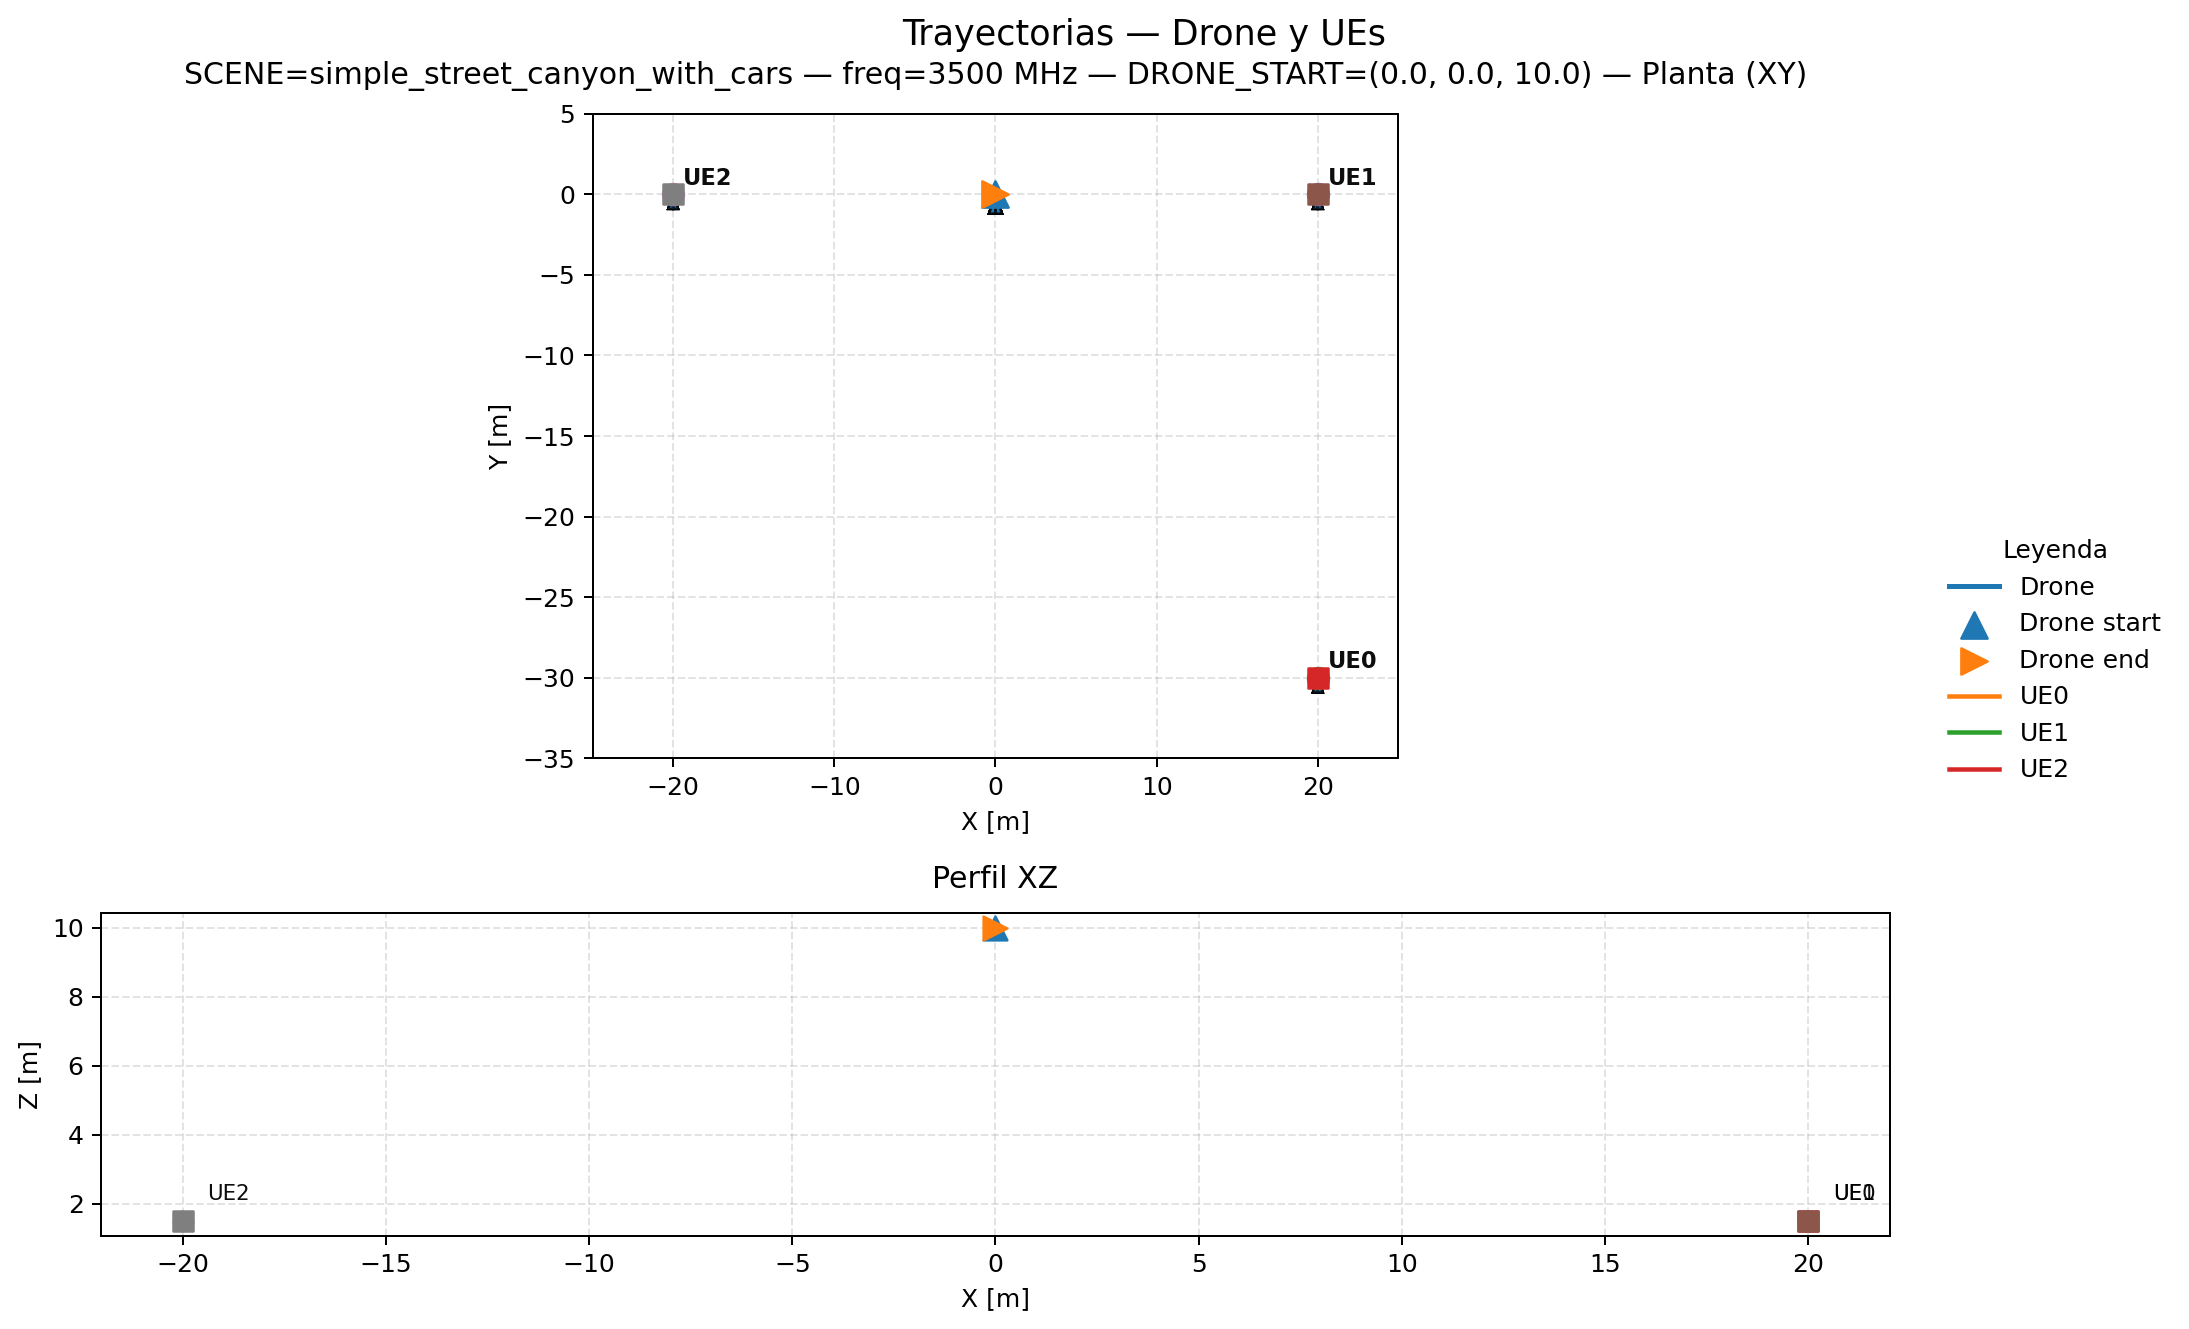 Trayectorias — Drone y UEs
SCENE=simple_street_canyon_with_cars — freq=3500 MHz — DRONE_START=(0.0, 0.0, 10.0) — Planta (XY)
5
0
−5
−10
−15
−20
−25
−30
−35
Y [m]
UE2
UE1
UE0
−20
−10
0
10
20
X [m]
Leyenda
Drone
Drone start
Drone end
UE0
UE1
UE2
Perfil XZ
10
8
6
4
2
Z [m]
UE2
−20
−15
−10
−5
0
5
10
15
20
X [m]